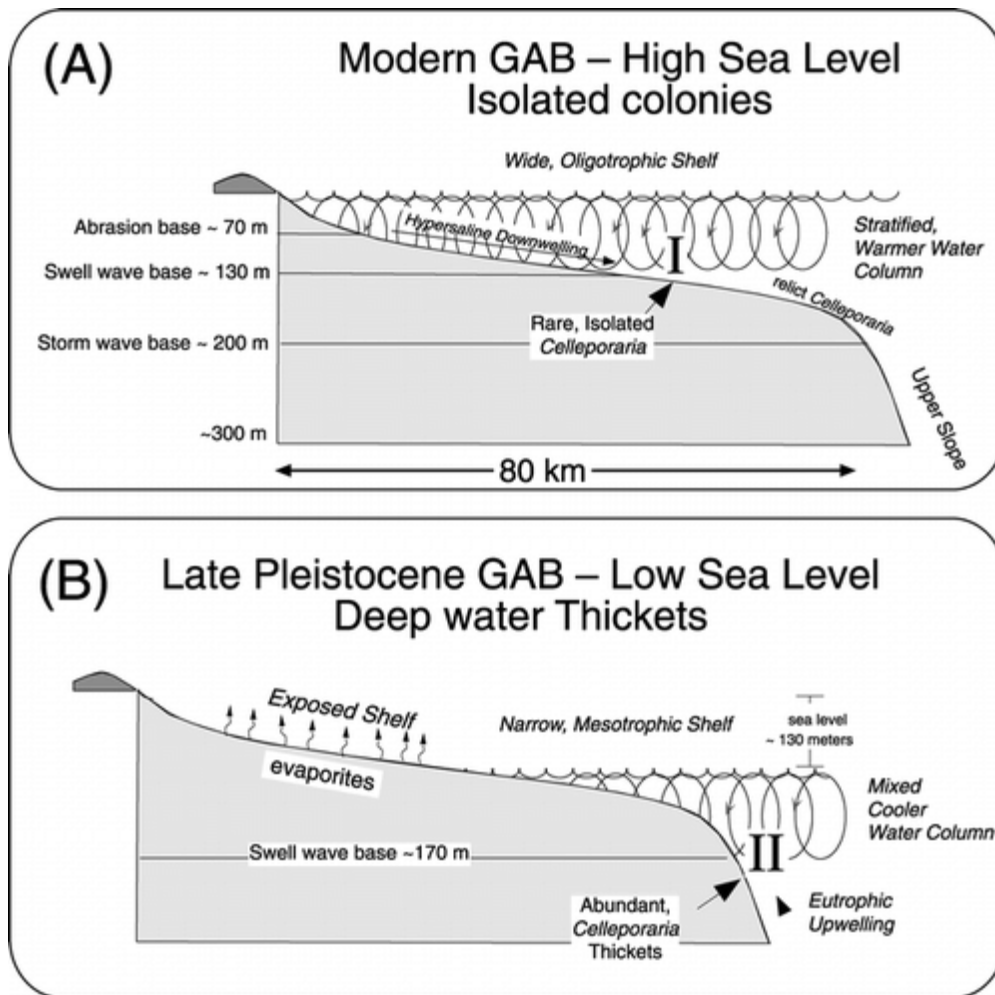 (A)
Modern GAB – High Sea Level
Isolated colonies
Wide, Oligotrophic Shelf
Abrasion base ~ 70 m
Hypersaline Downwelling
Stratified,
Warmer Water
Column
I
Swell wave base ~ 130 m
relict Celleporaria
Rare, Isolated
Celleporaria
Storm wave base ~ 200 m
Upper Slope
~300 m
80 km
(B)
Late Pleistocene GAB – Low Sea Level
Deep water Thickets
Exposed Shelf
evaporites
Narrow, Mesotrophic Shelf
sea level
~ 130 meters
Mixed
Cooler
Water Column
Swell wave base ~170 m
II
Abundant,
Celleporaria
Thickets
Eutrophic
Upwelling